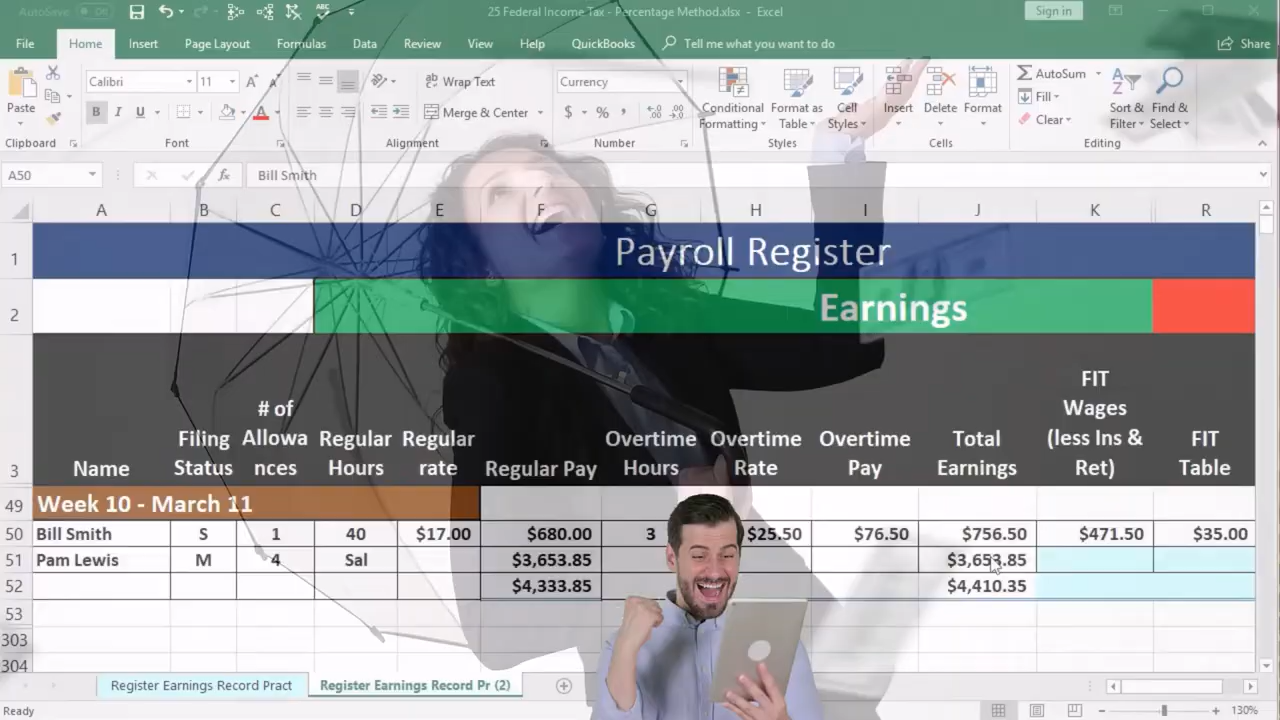 AutoSave Off 25 Federal Income Tax - Percentage Method.xlsx - Excel Sign in
File Home Insert Page Layout Formulas Data Review View Help QuickBooks Tell me what you want to do Share
Paste Calibri 11 Wrap Text Merge & Center Currency $ % , Conditional Formatting Format as Table Cell Styles Insert Delete Format AutoSum Fill Clear Sort & Filter Find & Select
Clipboard Font Alignment Number Styles Cells Editing
A50 fx Bill Smith
A B C D E F G H I J K R
1 Payroll Register
2 Earnings
3 Name Filing Status # of Allowa nces Regular Hours Regular rate Regular Pay Overtime Hours Overtime Rate Overtime Pay Total Earnings FIT Wages (less Ins & Ret) FIT Table
49 Week 10 - March 11
50 Bill Smith S 1 40 $17.00 $680.00 3 $25.50 $76.50 $756.50 $471.50 $35.00
51 Pam Lewis M 4 Sal $3,653.85 $3,653.85
52 $4,333.85 $4,410.35
53
303
304
Register Earnings Record Pract Register Earnings Record Pr (2)
Ready 130%